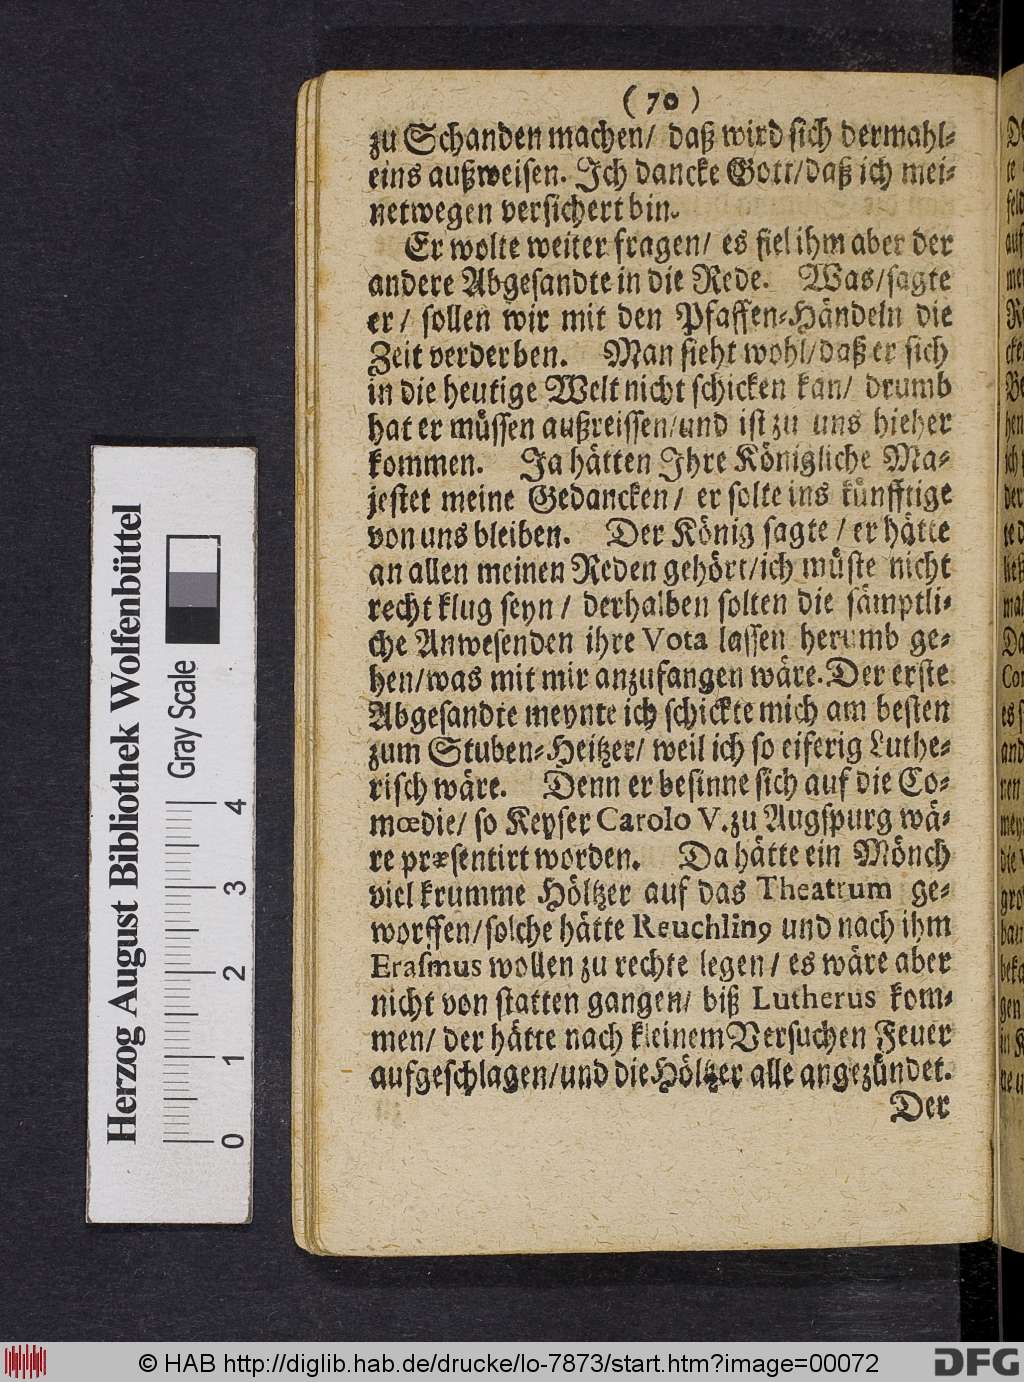 ( 70 )
zu Schanden machen/ daß wird sich dermahl-
eins außweisen. Ich dancke Gott/daß ich mei-
netwegen versichert bin.
Er wolte weiter fragen/ es fiel ihm aber der
andere Abgesandte in die Rede. Was/sagte
er/ sollen wir mit den Pfaffen-Händeln die
Zeit verderben. Man sieht wohl/daß er sich
in die heutige Welt nicht schicken kan/ drumb
hat er müssen außreissen/und ist zu uns hieher
kommen. Ja hätten Ihre Königliche Ma-
jestet meine Gedancken/ er solte ins künfftige
von uns bleiben. Der König sagte/ er hätte
an allen meinen Reden gehört/ich müste nicht
recht klug seyn/ derhalben solten die sämptli-
che Anwesenden ihre Vota lassen herumb ge-
hen/was mit mir anzufangen wäre. Der erste
Abgesandte meynte ich schickte mich am besten
zum Stuben-Heitzer/ weil ich so eiferig Luthe-
risch wäre. Denn er besinne sich auf die Co-
mœdie/ so Keyser Carolo V. zu Augspurg wä-
re præsentirt worden. Da hätte ein Mönch
viel krumme Höltzer auf das Theatrum ge-
worffen/solche hätte Reuchlinꝰ und nach ihm
Erasmus wollen zu rechte legen/ es wäre aber
nicht von statten gangen/ biß Lutherus kom-
men/ der hätte nach kleinem Versuchen Feuer
aufgeschlagen/und die Höltzer alle angezündet.
Der
Herzog August Bibliothek Wolfenbüttel
Gray Scale
0 1 2 3 4
© HAB http://diglib.hab.de/drucke/lo-7873/start.htm?image=00072
DFG